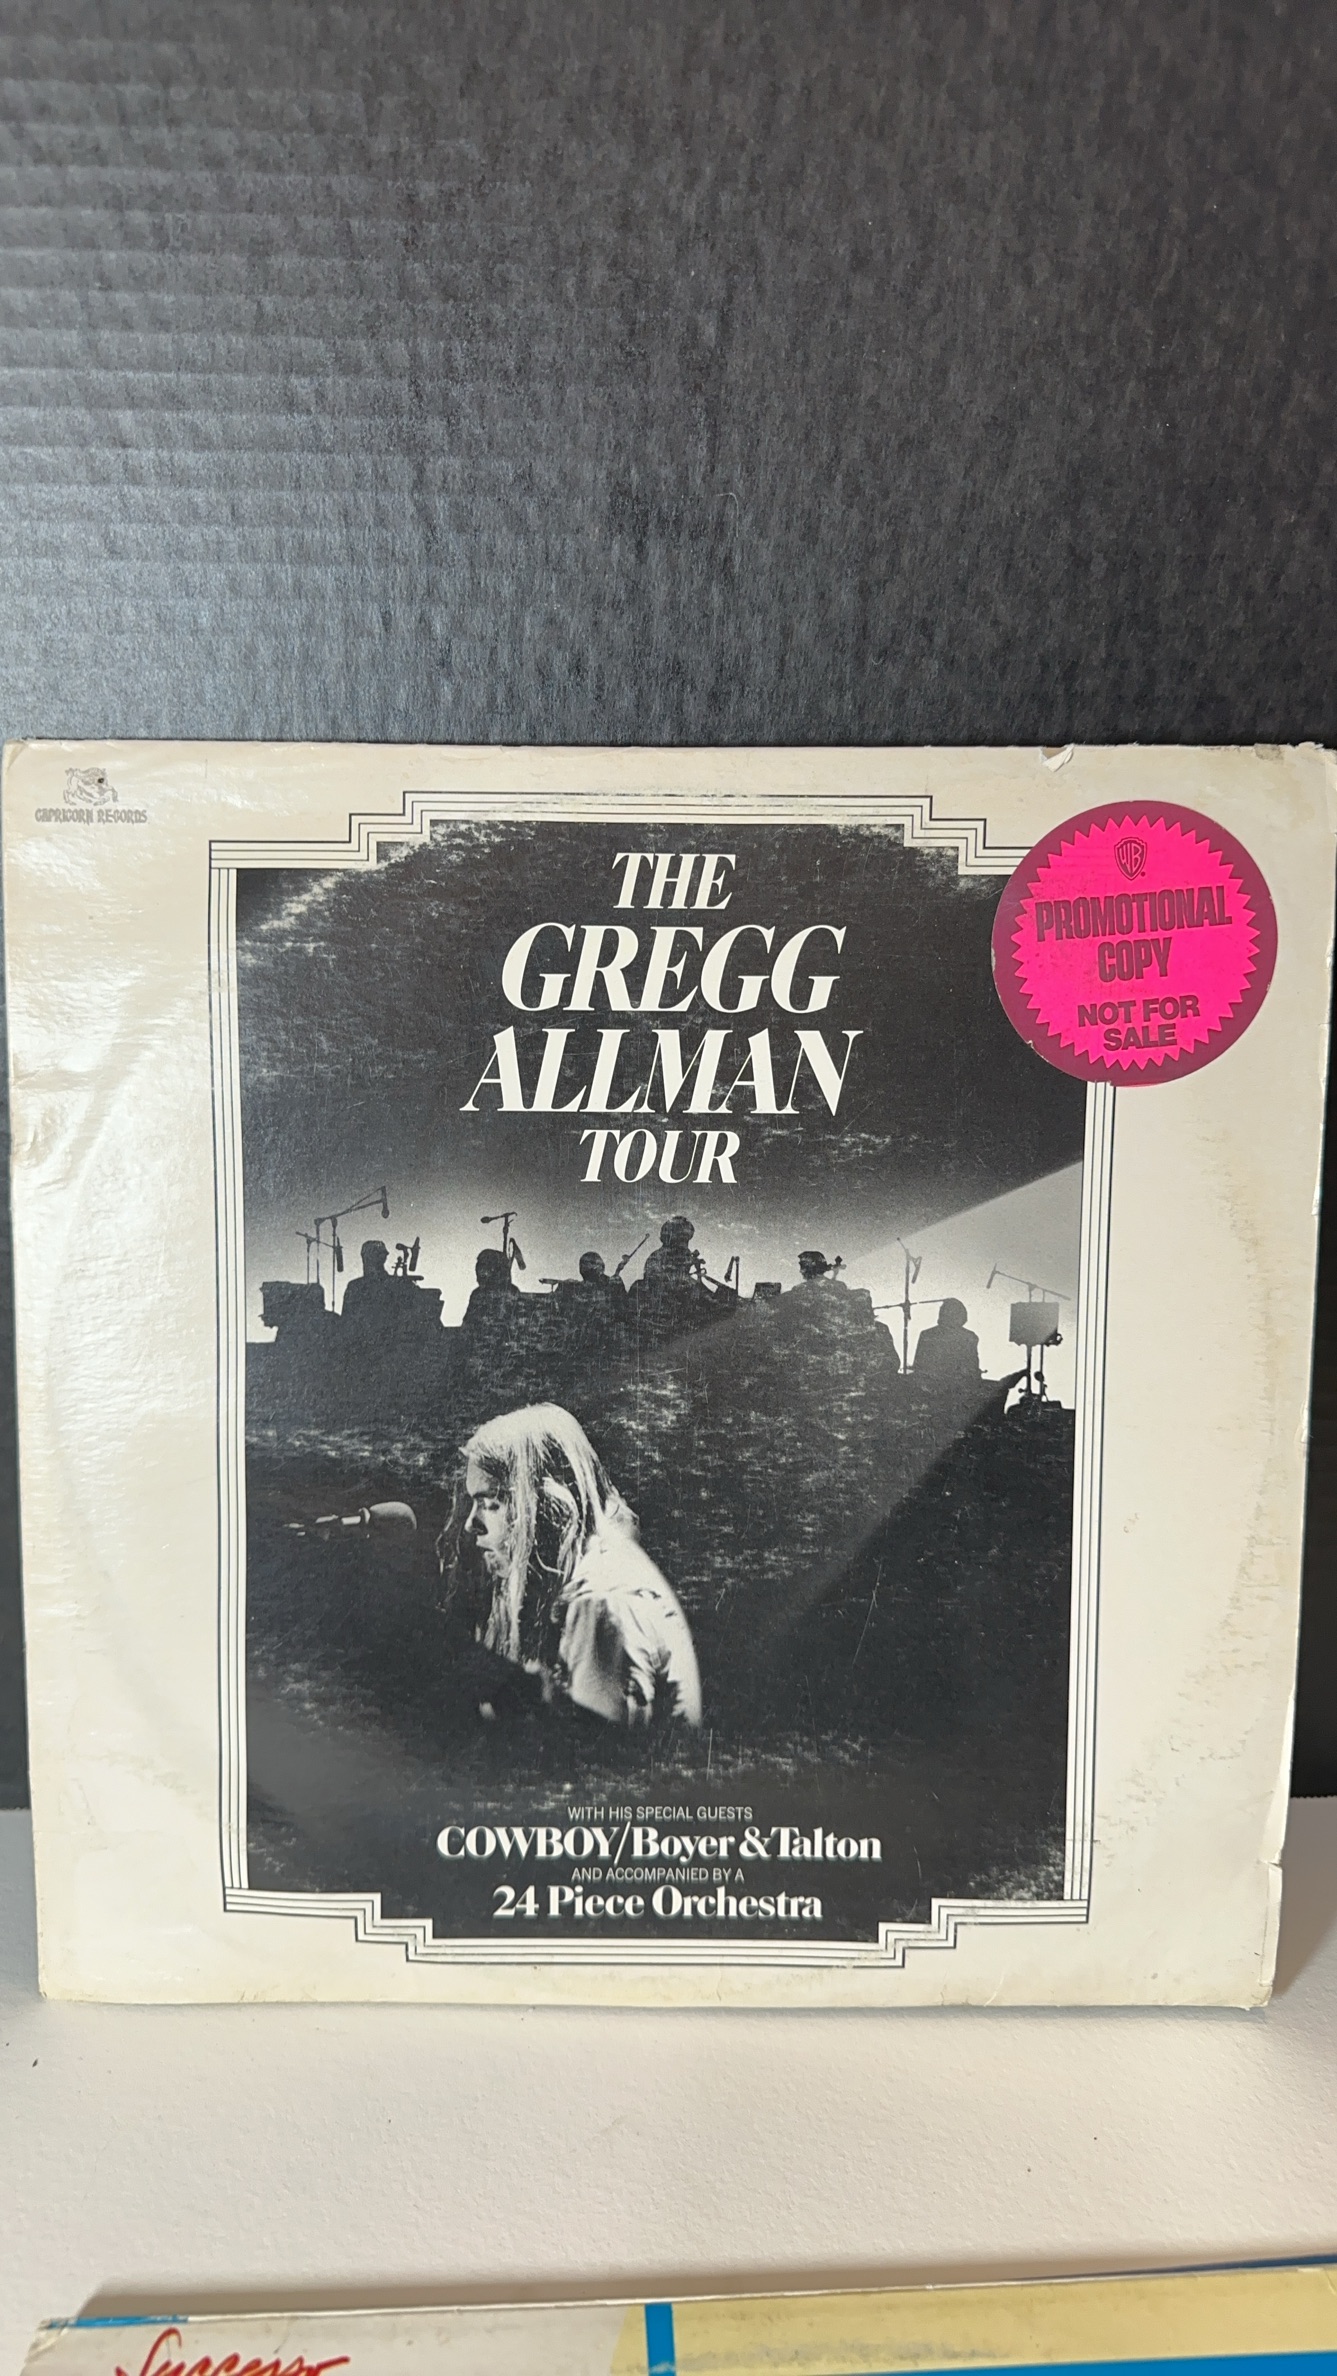 CAPRICORN RECORDS
THE
GREGG
ALLMAN
TOUR
WB
PROMOTIONAL
COPY
NOT FOR
SALE
WITH HIS SPECIAL GUESTS
COWBOY/Boyer & Talton
AND ACCOMPANIED BY A
24 Piece Orchestra